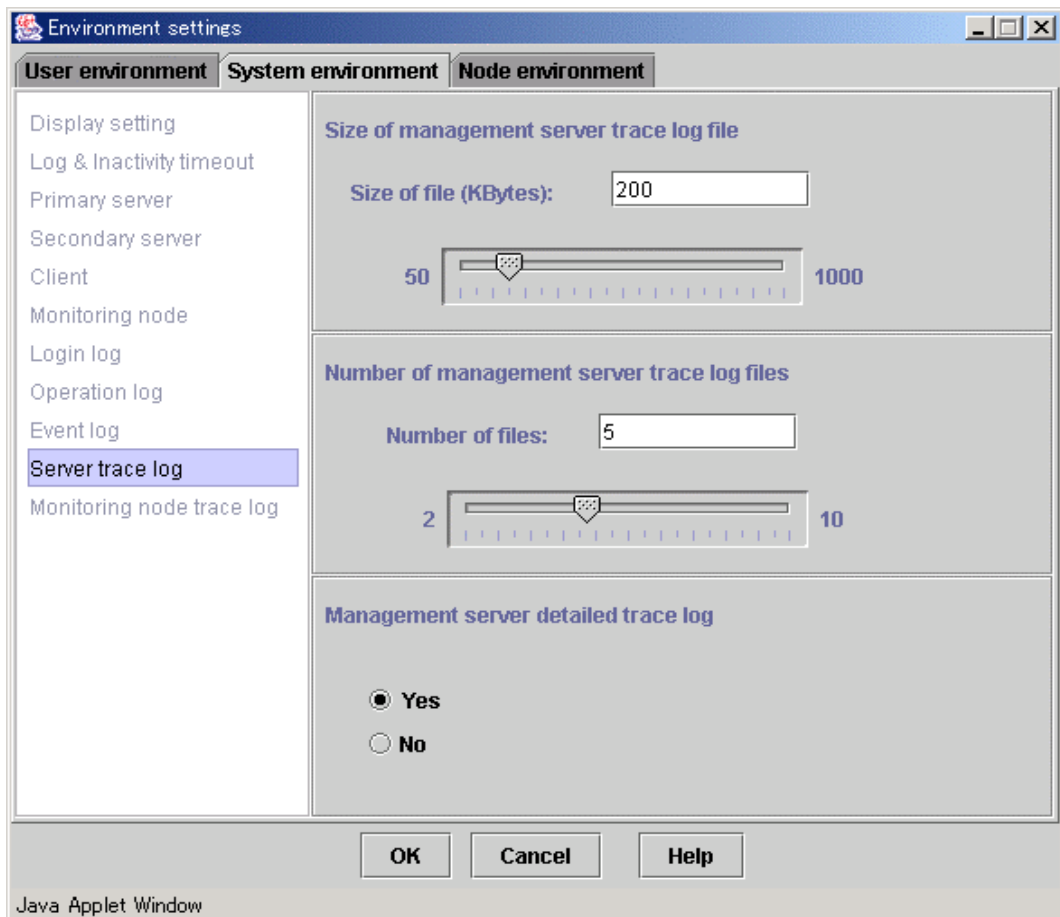 Environment settings
User environment System environment Node environment
Display setting
Log & Inactivity timeout
Primary server
Secondary server
Client
Monitoring node
Login log
Operation log
Event log
Server trace log
Monitoring node trace log
Size of management server trace log file
Size of file (KBytes): 200
50 1000
Number of management server trace log files
Number of files: 5
2 10
Management server detailed trace log
Yes
No
OK Cancel Help
Java Applet Window